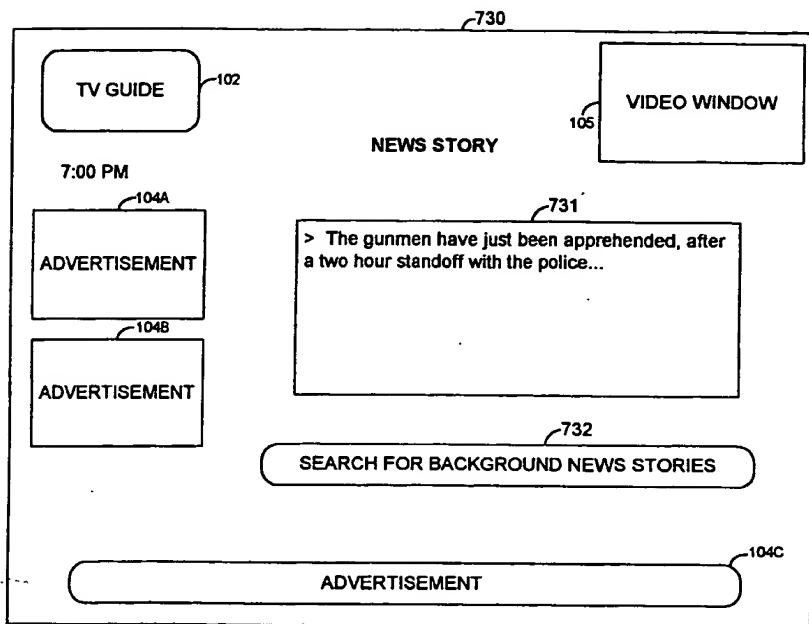 730
TV GUIDE
102
VIDEO WINDOW
105
NEWS STORY
7:00 PM
104A
ADVERTISEMENT
731
> The gunmen have just been apprehended, after
a two hour standoff with the police...
104B
ADVERTISEMENT
732
SEARCH FOR BACKGROUND NEWS STORIES
104C
ADVERTISEMENT